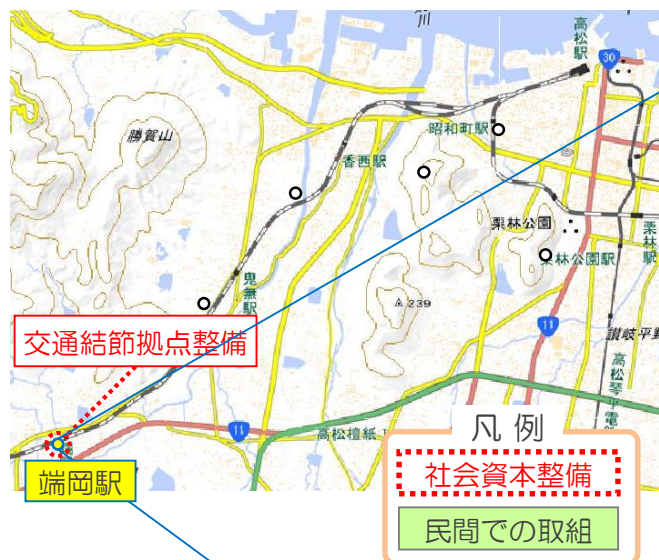 川
高松駅
30
勝賀山
昭和町駅
香西駅
栗林公園
栗林公園駅
栗林駅
鬼無駅
239
11
讃岐平野
交通結節拠点整備
高松琴平電
11
高松檀紙
凡 例
社会資本整備
端岡駅
民間での取組